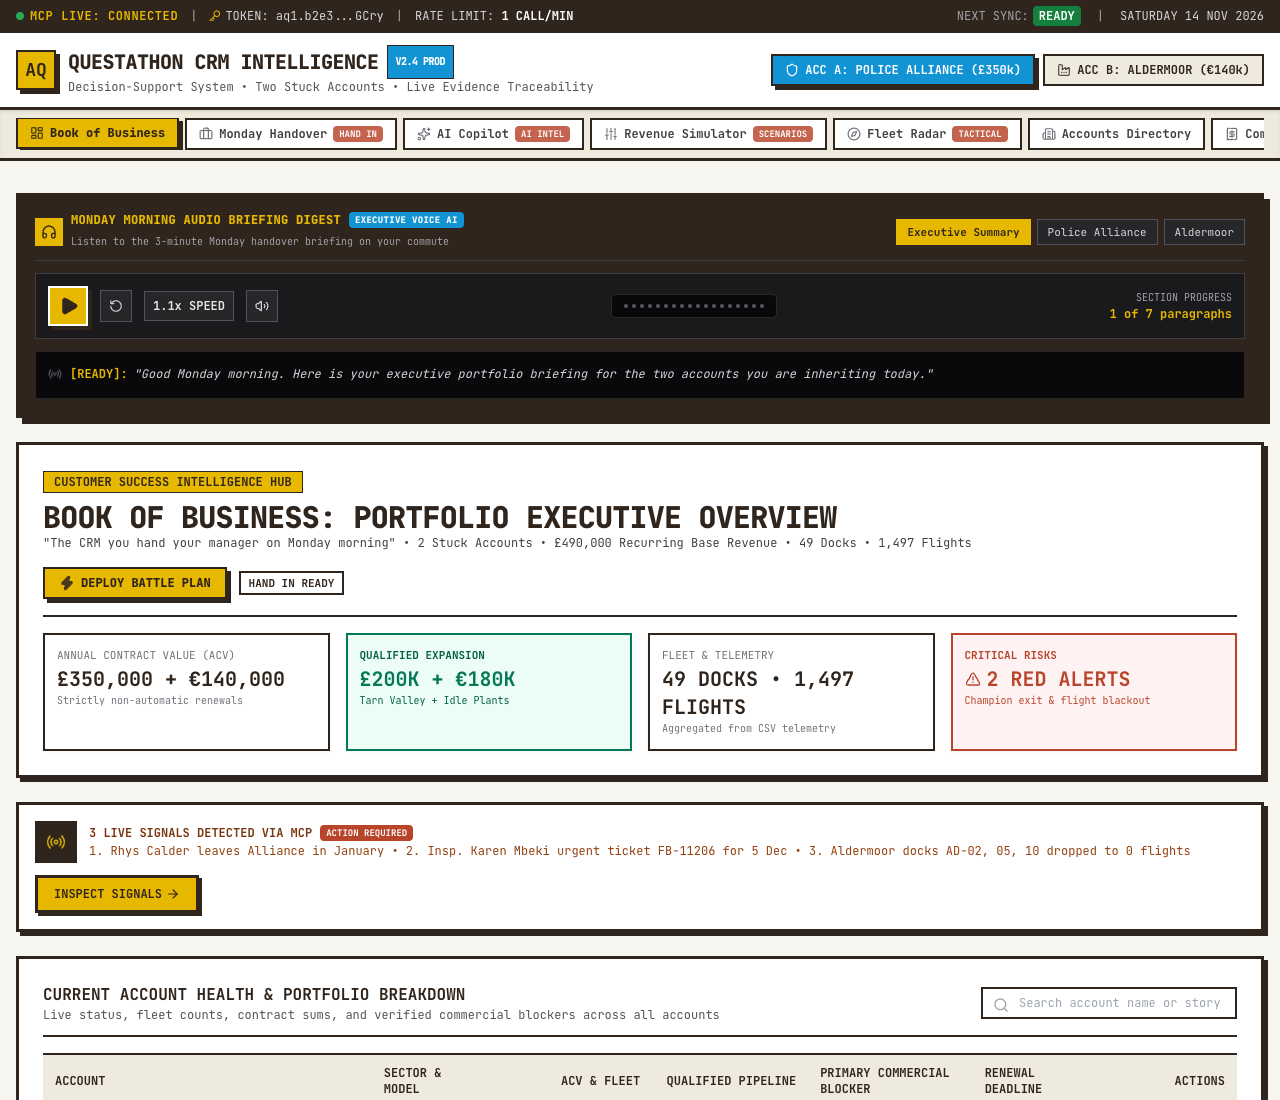 MCP LIVE: CONNECTED | TOKEN: aq1.b2e3...GCry | RATE LIMIT: 1 CALL/MIN
NEXT SYNC: READY | SATURDAY 14 NOV 2026
AQ
QUESTATHON CRM INTELLIGENCE V2.4 PROD
Decision-Support System • Two Stuck Accounts • Live Evidence Traceability
ACC A: POLICE ALLIANCE (£350k)
ACC B: ALDERMOOR (€140k)
Book of Business
Monday Handover HAND IN
AI Copilot AI INTEL
Revenue Simulator SCENARIOS
Fleet Radar TACTICAL
Accounts Directory
Com
MONDAY MORNING AUDIO BRIEFING DIGEST EXECUTIVE VOICE AI
Listen to the 3-minute Monday handover briefing on your commute
Executive Summary
Police Alliance
Aldermoor
1.1x SPEED
SECTION PROGRESS
1 of 7 paragraphs
[READY]: "Good Monday morning. Here is your executive portfolio briefing for the two accounts you are inheriting today."
CUSTOMER SUCCESS INTELLIGENCE HUB
BOOK OF BUSINESS: PORTFOLIO EXECUTIVE OVERVIEW
"The CRM you hand your manager on Monday morning" • 2 Stuck Accounts • £490,000 Recurring Base Revenue • 49 Docks • 1,497 Flights
DEPLOY BATTLE PLAN
HAND IN READY
ANNUAL CONTRACT VALUE (ACV)
£350,000 + €140,000
Strictly non-automatic renewals
QUALIFIED EXPANSION
£200K + €180K
Tarn Valley + Idle Plants
FLEET & TELEMETRY
49 DOCKS • 1,497
FLIGHTS
Aggregated from CSV telemetry
CRITICAL RISKS
2 RED ALERTS
Champion exit & flight blackout
3 LIVE SIGNALS DETECTED VIA MCP ACTION REQUIRED
1. Rhys Calder leaves Alliance in January • 2. Insp. Karen Mbeki urgent ticket FB-11206 for 5 Dec • 3. Aldermoor docks AD-02, 05, 10 dropped to 0 flights
INSPECT SIGNALS
CURRENT ACCOUNT HEALTH & PORTFOLIO BREAKDOWN
Live status, fleet counts, contract sums, and verified commercial blockers across all accounts
Search account name or story
ACCOUNT
SECTOR &
MODEL
ACV & FLEET
QUALIFIED PIPELINE
PRIMARY COMMERCIAL
BLOCKER
RENEWAL
DEADLINE
ACTIONS